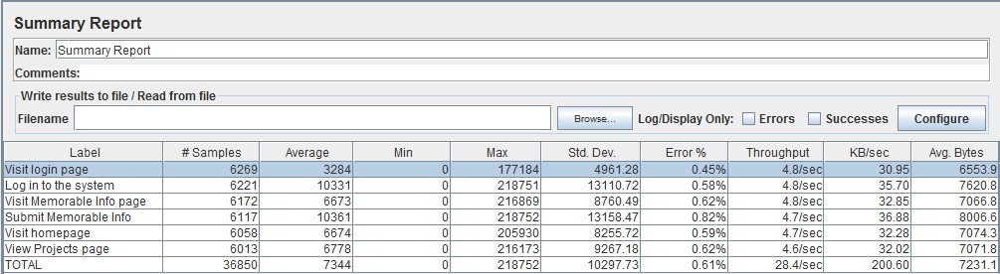 Summary Report
Name: Summary Report
Comments:
Write results to file / Read from file
Filename Browse... Log/Display Only: Errors Successes Configure
Label # Samples Average Min Max Std. Dev. Error % Throughput KB/sec Avg. Bytes
Visit login page 6269 3284 0 177184 4961.28 0.45% 4.8/sec 30.95 6553.9
Log in to the system 6221 10331 0 218751 13110.72 0.58% 4.8/sec 35.70 7620.8
Visit Memorable Info page 6172 6673 0 216869 8760.49 0.62% 4.8/sec 32.85 7066.8
Submit Memorable Info 6117 10361 0 218752 13158.47 0.82% 4.7/sec 36.88 8006.6
Visit homepage 6058 6674 0 205930 8255.72 0.59% 4.7/sec 32.28 7074.3
View Projects page 6013 6778 0 216173 9267.18 0.62% 4.6/sec 32.02 7071.8
TOTAL 36850 7344 0 218752 10297.73 0.61% 28.4/sec 200.60 7231.1